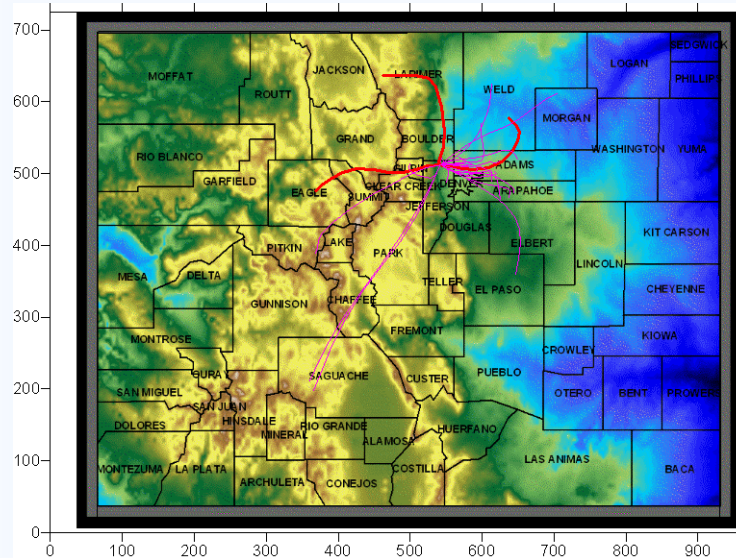 700
SEDGWICK
LOGAN
JACKSON
LARIMER
MOFFAT
PHILLIPS
ROUTT
WELD
600
MORGAN
GRAND
BOULDER
WASHINGTON
YUMA
RIO BLANCO
ADAMS
500
GARFIELD
CLEAR CREEK
DENVER
EAGLE
ARAPAHOE
SUMMIT
JEFFERSON
DOUGLAS
KIT CARSON
400
LAKE
ELBERT
PITKIN
PARK
LINCOLN
MESA
DELTA
TELLER
CHEYENNE
EL PASO
GUNNISON
CHAFFEE
300
FREMONT
MONTROSE
KIOWA
CROWLEY
OURAY
SAGUACHE
CUSTER
PUEBLO
200
SAN MIGUEL
OTERO
BENT
PROWERS
SAN JUAN
HINSDALE
DOLORES
RIO GRANDE
HUERFANO
MINERAL
ALAMOSA
100
MONTEZUMA
LA PLATA
COSTILLA
LAS ANIMAS
BACA
ARCHULETA
CONEJOS
0
0 100 200 300 400 500 600 700 800 900